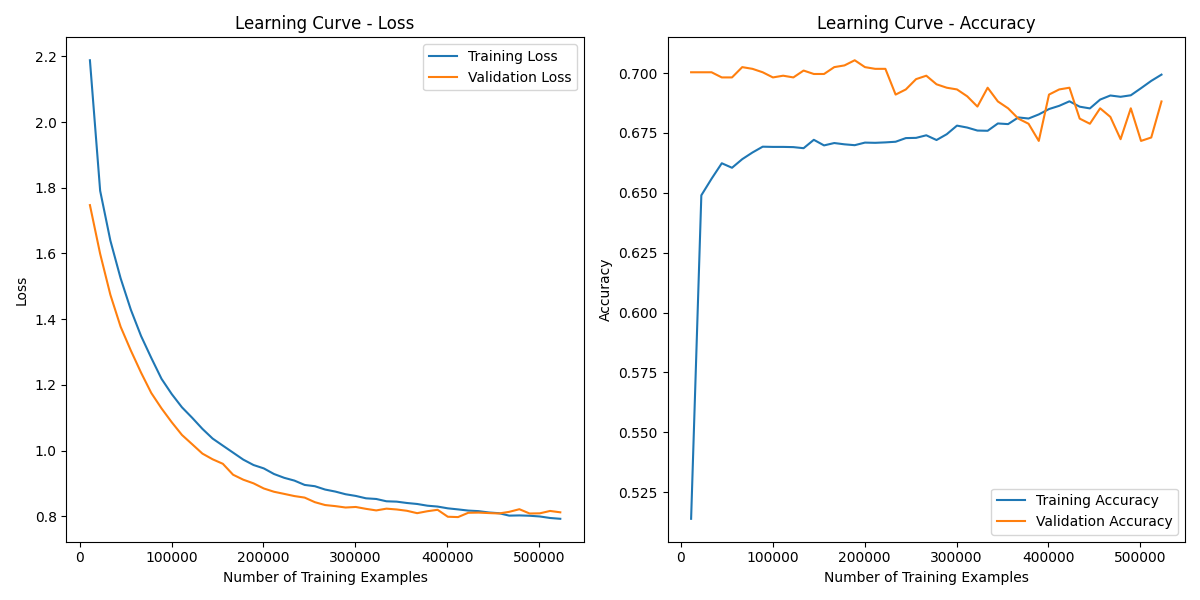 Learning Curve - Loss
2.2
2.0
1.8
1.6
1.4
1.2
1.0
0.8
Loss
Training Loss
Validation Loss
0 100000 200000 300000 400000 500000
Number of Training Examples
Learning Curve - Accuracy
0.700
0.675
0.650
0.625
0.600
0.575
0.550
0.525
Accuracy
Training Accuracy
Validation Accuracy
0 100000 200000 300000 400000 500000
Number of Training Examples